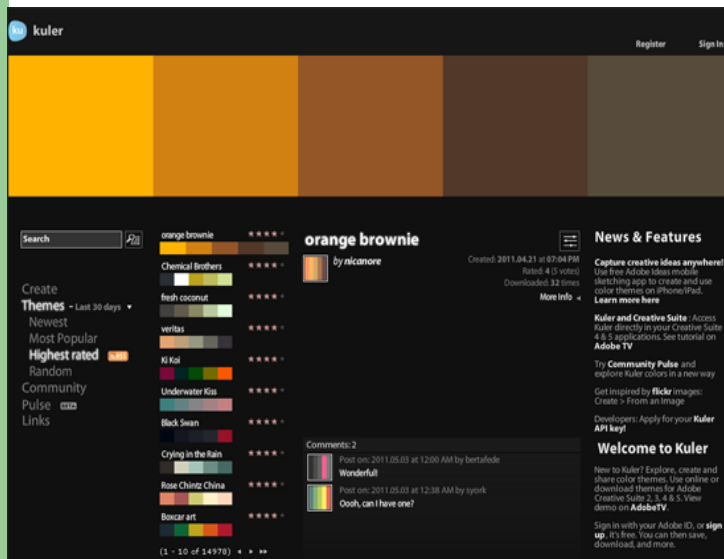 ku kuler
Register Sign In
Search
Create
Themes - Last 30 days
Newest
Most Popular
Highest rated RSS
Random
Community
Pulse BETA
Links
orange brownie
Chemical Brothers
fresh coconut
veritas
Ki Koi
Underwater Kiss
Black Swan
Crying in the Rain
Rose Chintz China
Boxcar art
(1 - 10 of 14978)
orange brownie
by nicanore
Created: 2011.04.21 at 07:04 PM
Rated: 4 (5 votes)
Downloaded: 32 times
More Info
Comments: 2
Post on: 2011.05.03 at 12:00 AM by bertafede
Wonderful!
Post on: 2011.05.03 at 12:38 AM by syork
Oooh, can I have one?
News & Features
Capture creative ideas anywhere!
Use free Adobe Ideas mobile
sketching app to create and use
color themes on iPhone/iPad.
Learn more here
Kuler and Creative Suite : Access
Kuler directly in your Creative Suite
4 & 5 applications. See tutorial on
Adobe TV
Try Community Pulse and
explore Kuler colors in a new way
Get inspired by flickr images:
Create > From an Image
Developers: Apply for your Kuler
API key!
Welcome to Kuler
New to Kuler? Explore, create and
share color themes. Use online or
download themes for Adobe
Creative Suite 2, 3, 4 & 5. View
demo on AdobeTV.
Sign in with your Adobe ID, or sign
up, it's free. You can then save,
download, and more.